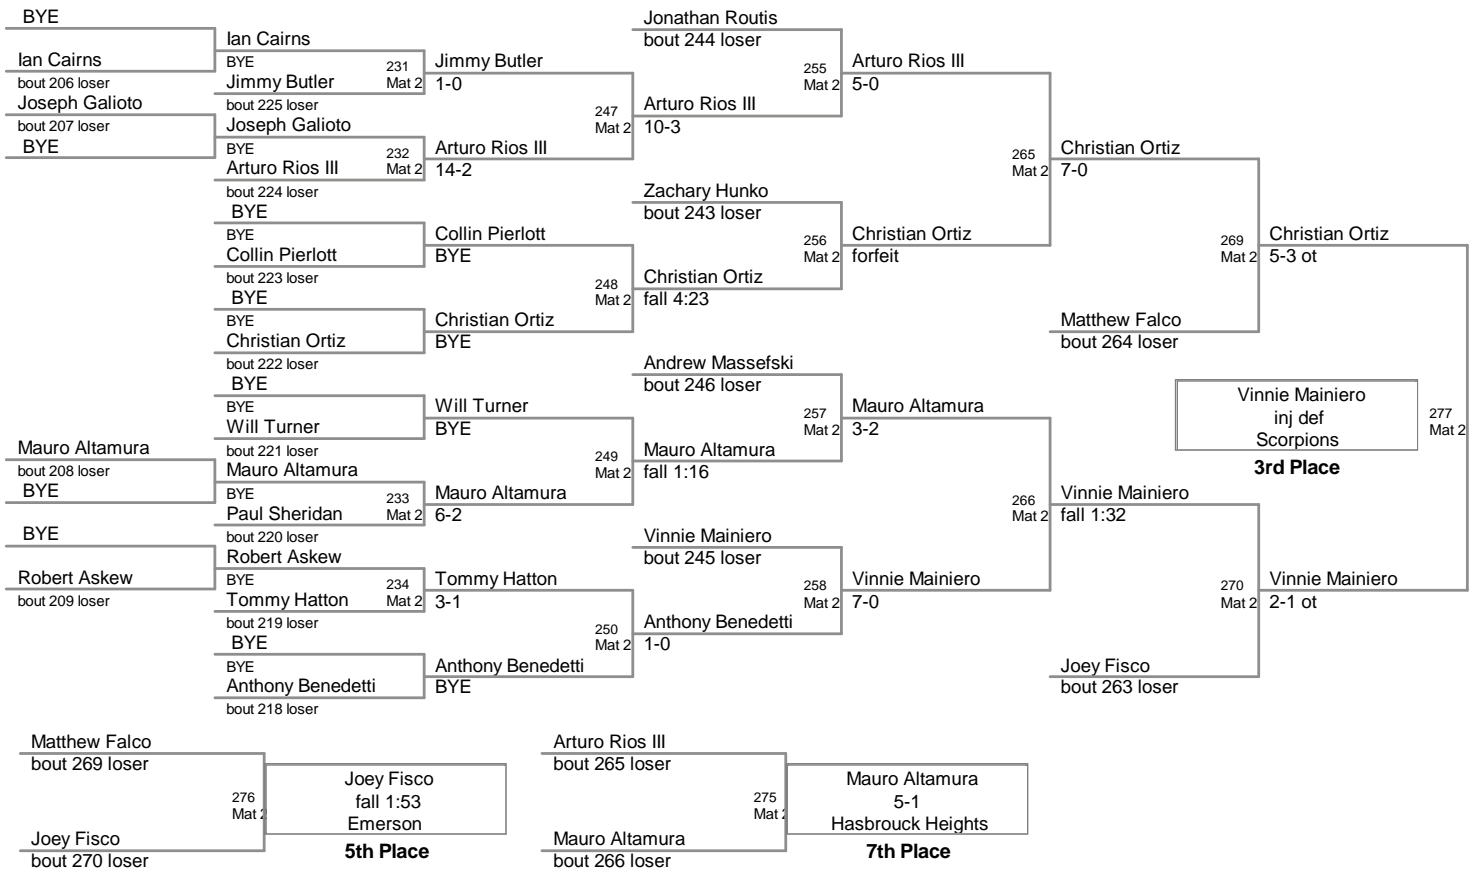 BYE
Ian Cairns
bout 206 loser
Joseph Galioto
bout 207 loser
BYE
Mauro Altamura
bout 208 loser
BYE
BYE
Robert Askew
bout 209 loser
Ian Cairns
BYE
Jimmy Butler
bout 225 loser
231
Mat 2
Joseph Galioto
BYE
Arturo Rios III
bout 224 loser
232
Mat 2
BYE
BYE
Collin Pierlott
bout 223 loser
BYE
BYE
Christian Ortiz
bout 222 loser
BYE
BYE
Will Turner
bout 221 loser
Mauro Altamura
BYE
Paul Sheridan
bout 220 loser
233
Mat 2
Robert Askew
BYE
Tommy Hatton
bout 219 loser
234
Mat 2
BYE
BYE
Anthony Benedetti
bout 218 loser
Jimmy Butler
1-0
Arturo Rios III
14-2
247
Mat 2
Collin Pierlott
BYE
Christian Ortiz
BYE
248
Mat 2
Will Turner
BYE
Mauro Altamura
6-2
249
Mat 2
Tommy Hatton
3-1
Anthony Benedetti
BYE
250
Mat 2
Jonathan Routis
bout 244 loser
Arturo Rios III
10-3
255
Mat 2
Zachary Hunko
bout 243 loser
Christian Ortiz
fall 4:23
256
Mat 2
Andrew Massefski
bout 246 loser
Mauro Altamura
fall 1:16
257
Mat 2
Vinnie Mainiero
bout 245 loser
Anthony Benedetti
1-0
258
Mat 2
Arturo Rios III
5-0
Christian Ortiz
forfeit
265
Mat 2
Mauro Altamura
3-2
Vinnie Mainiero
7-0
266
Mat 2
Christian Ortiz
7-0
Matthew Falco
bout 264 loser
269
Mat 2
Vinnie Mainiero
fall 1:32
Joey Fisco
bout 263 loser
270
Mat 2
Christian Ortiz
5-3 ot
Vinnie Mainiero
2-1 ot
277
Mat 2
Vinnie Mainiero
inj def
Scorpions
3rd Place
Matthew Falco
bout 269 loser
Joey Fisco
bout 270 loser
276
Mat 2
Joey Fisco
fall 1:53
Emerson
5th Place
Arturo Rios III
bout 265 loser
Mauro Altamura
bout 266 loser
275
Mat 2
Mauro Altamura
5-1
Hasbrouck Heights
7th Place